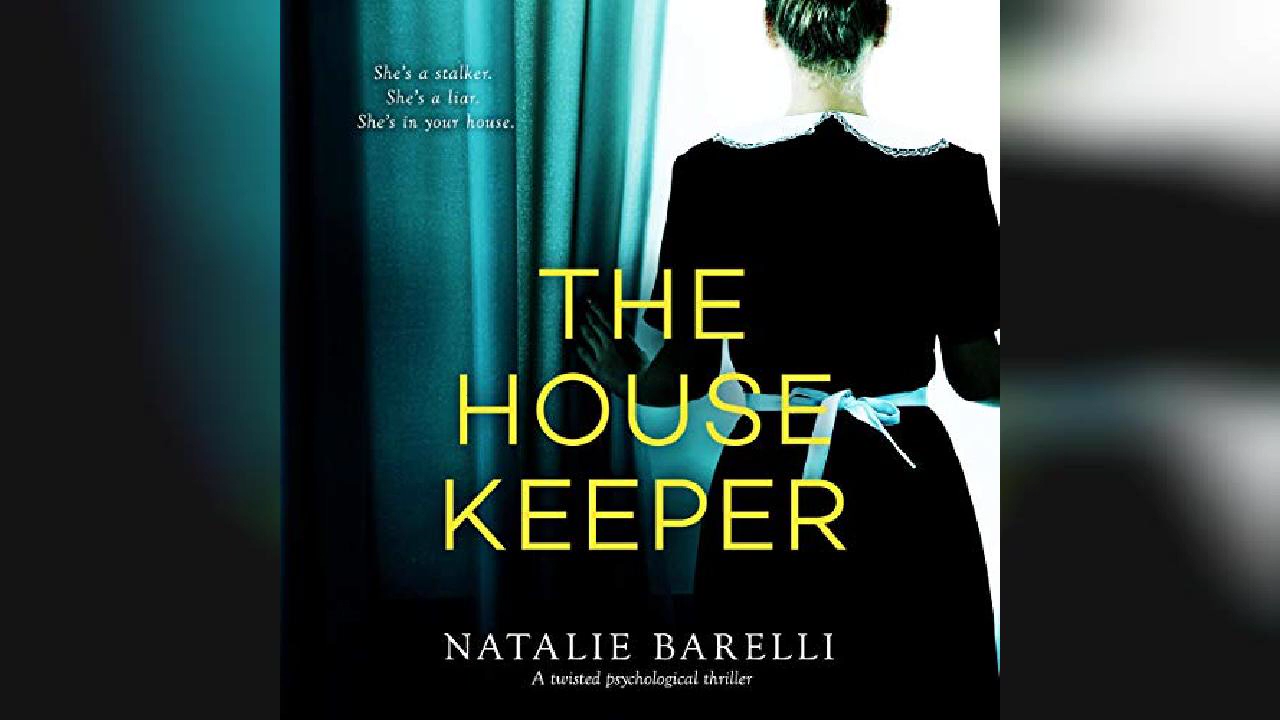 She's a stalker.
She's a liar.
She's in your house.
THE
HOUSE
KEEPER
NATALIE BARELLI
A twisted psychological thriller